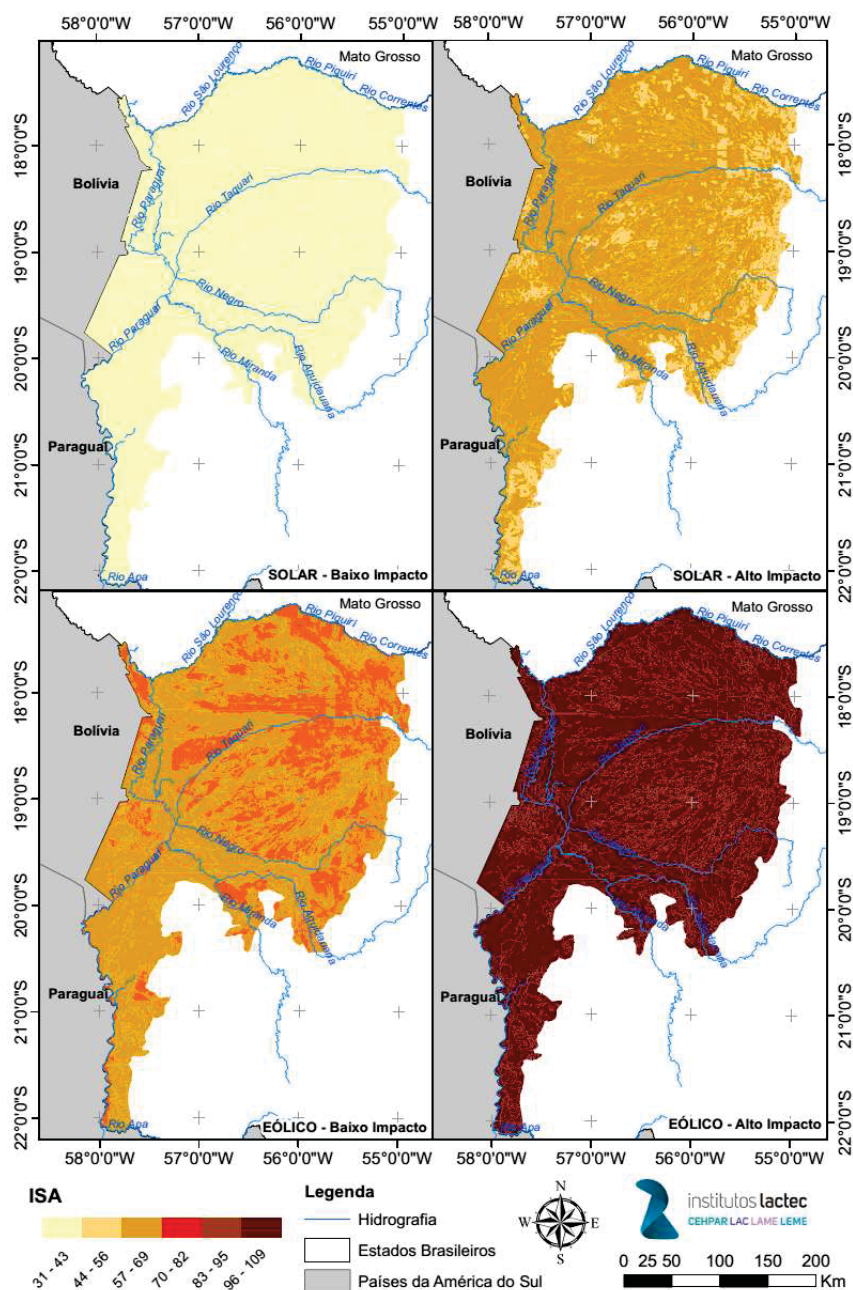 58°0'0"W 57°0'0"W 56°0'0"W 55°0'0"W 58°0'0"W 57°0'0"W 56°0'0"W 55°0'0"W
Mato Grosso
Rio São Lourenço
Rio Piquiri
Rio Correntes
18°0'0"S
Bolívia
Rio Paraguai
Rio Taquari
19°0'0"S
Rio Negro
Rio Paraguai
20°0'0"S
Rio Miranda
Rio Aquidauana
Paraguai
21°0'0"S
22°0'0"S
Rio Apa
SOLAR - Baixo Impacto
Mato Grosso
Rio São Lourenço
Rio Piquiri
Rio Correntes
18°0'0"S
Bolívia
Rio Paraguai
Rio Taquari
19°0'0"S
Rio Negro
Rio Paraguai
20°0'0"S
Rio Miranda
Rio Aquidauana
Paraguai
21°0'0"S
22°0'0"S
Rio Apa
SOLAR - Alto Impacto
Mato Grosso
Rio São Lourenço
Rio Piquiri
Rio Correntes
18°0'0"S
Bolívia
Rio Paraguai
Rio Taquari
19°0'0"S
Rio Negro
Rio Paraguai
20°0'0"S
Rio Miranda
Rio Aquidauana
Paraguai
21°0'0"S
22°0'0"S
Rio Apa
EÓLICO - Baixo Impacto
Mato Grosso
Rio São Lourenço
Rio Piquiri
Rio Correntes
18°0'0"S
Bolívia
19°0'0"S
20°0'0"S
Paraguai
21°0'0"S
22°0'0"S
Rio Apa
EÓLICO - Alto Impacto
58°0'0"W 57°0'0"W 56°0'0"W 55°0'0"W 58°0'0"W 57°0'0"W 56°0'0"W 55°0'0"W
ISA
31 - 43
44 - 56
57 - 69
70 - 82
83 - 95
96 - 109
Legenda
Hidrografia
Estados Brasileiros
Países da América do Sul
N
W E
S
institutos lactec
CEHPAR LAC LAME LEME
0 25 50 100 150 200
Km